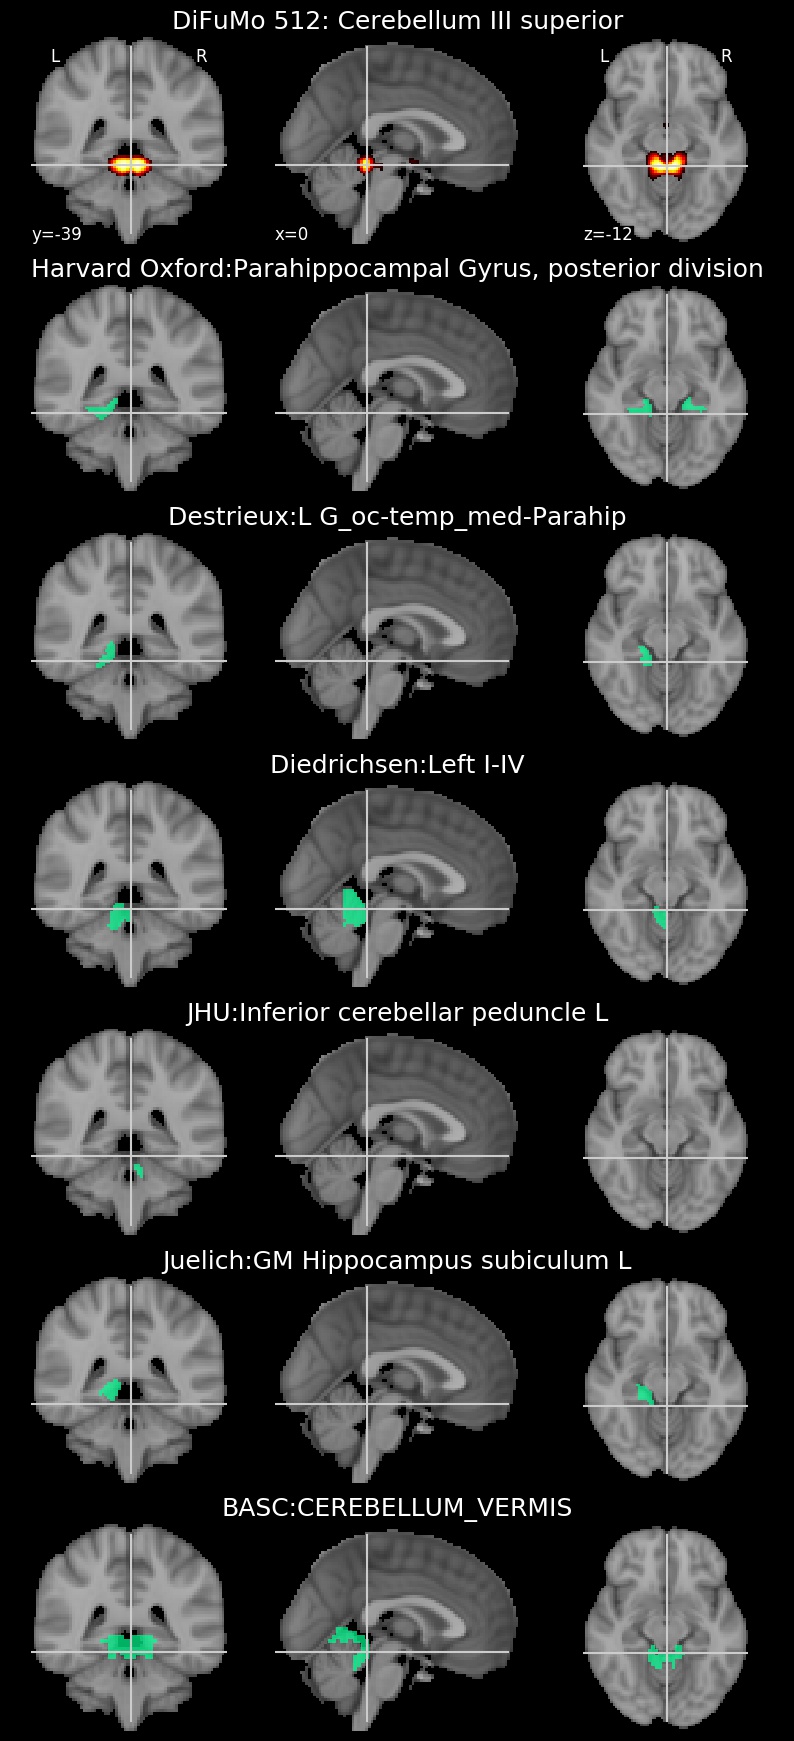 DiFuMo 512: Cerebellum III superior
L R L R
y=-39 x=0 z=-12
Harvard Oxford:Parahippocampal Gyrus, posterior division
Destrieux:L G_oc-temp_med-Parahip
Diedrichsen:Left I-IV
JHU:Inferior cerebellar peduncle L
Juelich:GM Hippocampus subiculum L
BASC:CEREBELLUM_VERMIS